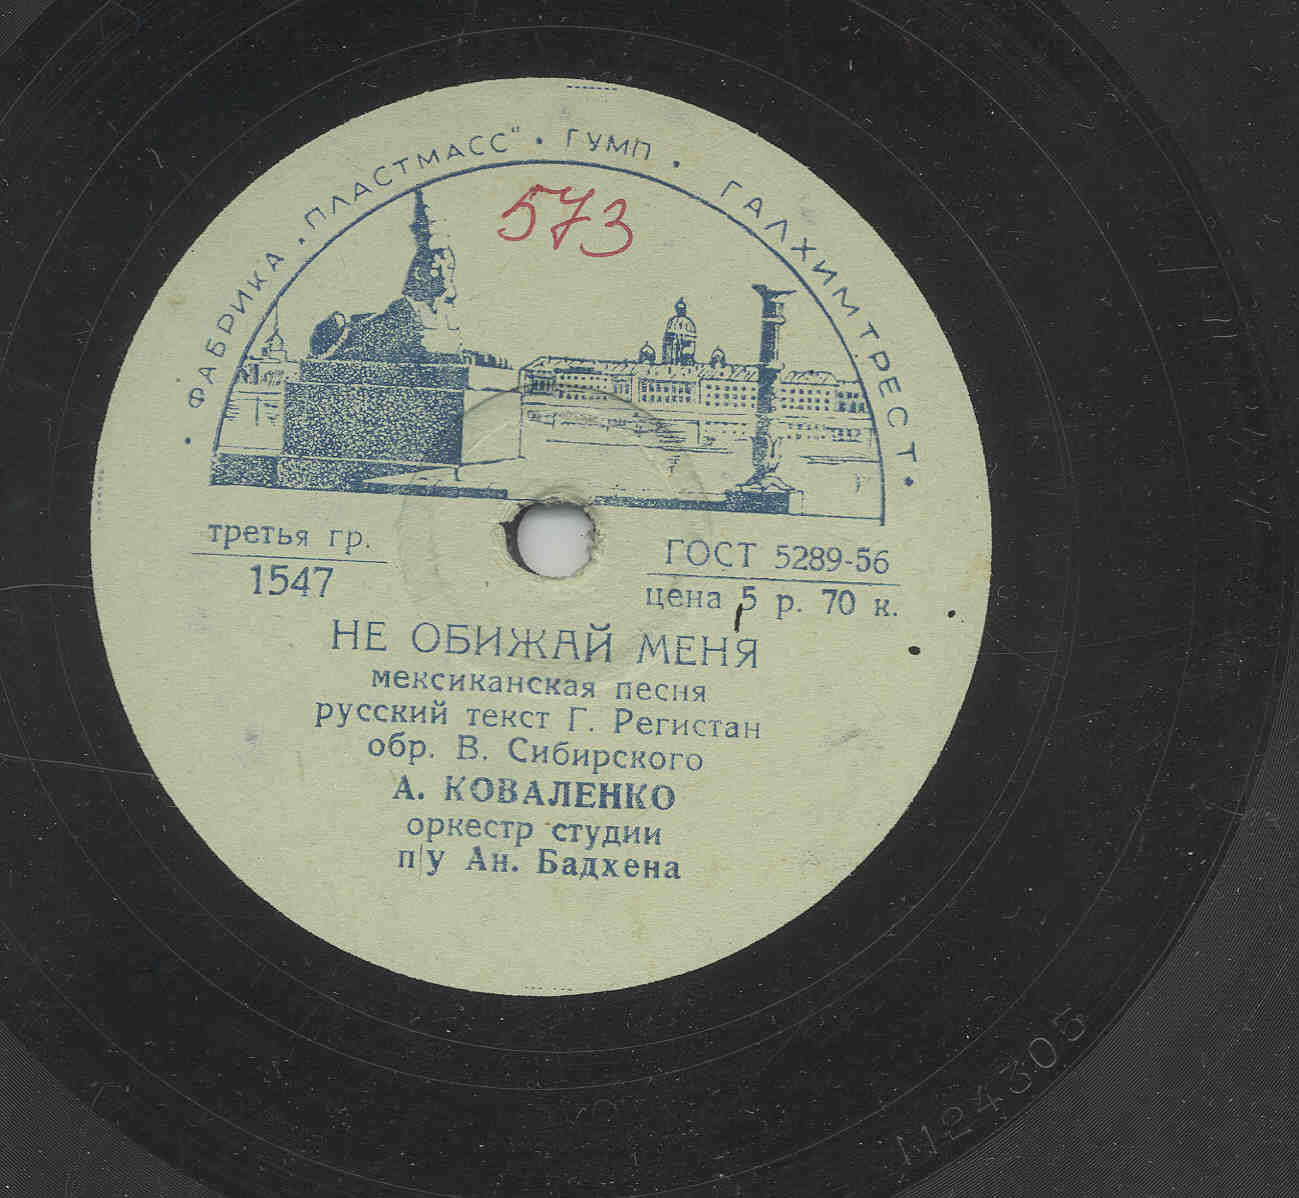 • ФАБРИКА „ПЛАСТМАСС“ • ГУМП • ГАЛХИМТРЕСТ •
573
третья гр.
1547
ГОСТ 5289-56
цена 5 р. 70 к.
НЕ ОБИЖАЙ МЕНЯ
мексиканская песня
русский текст Г. Регистан
обр. В. Сибирского
А. КОВАЛЕНКО
оркестр студии
п/у Ан. Бадхена
24305